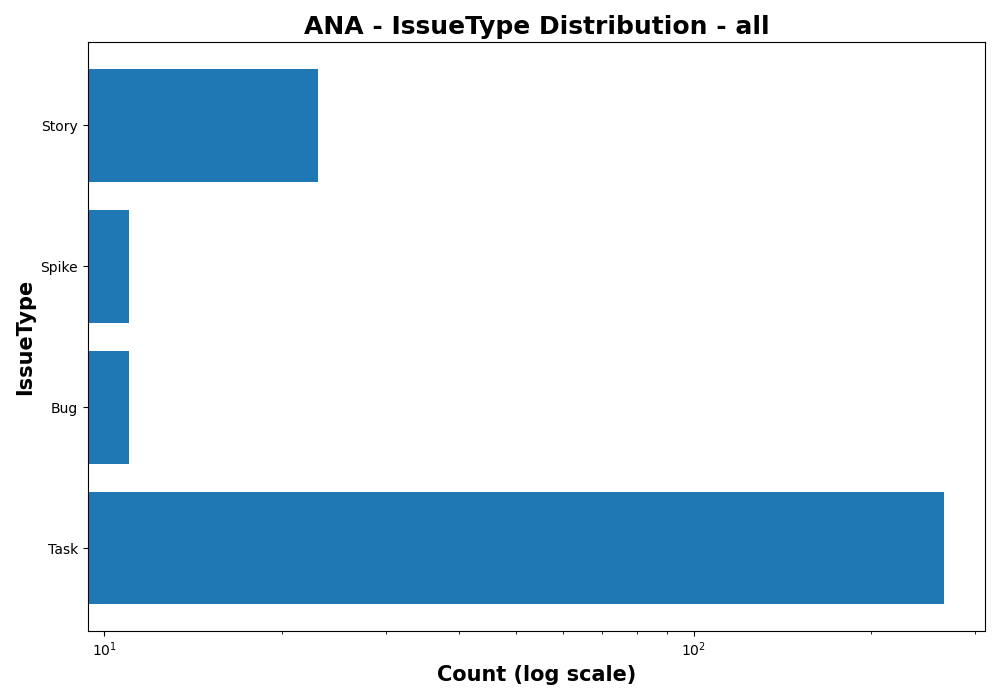 ANA - IssueType Distribution - all
IssueType
Story
Spike
Bug
Task
10¹ 10²
Count (log scale)